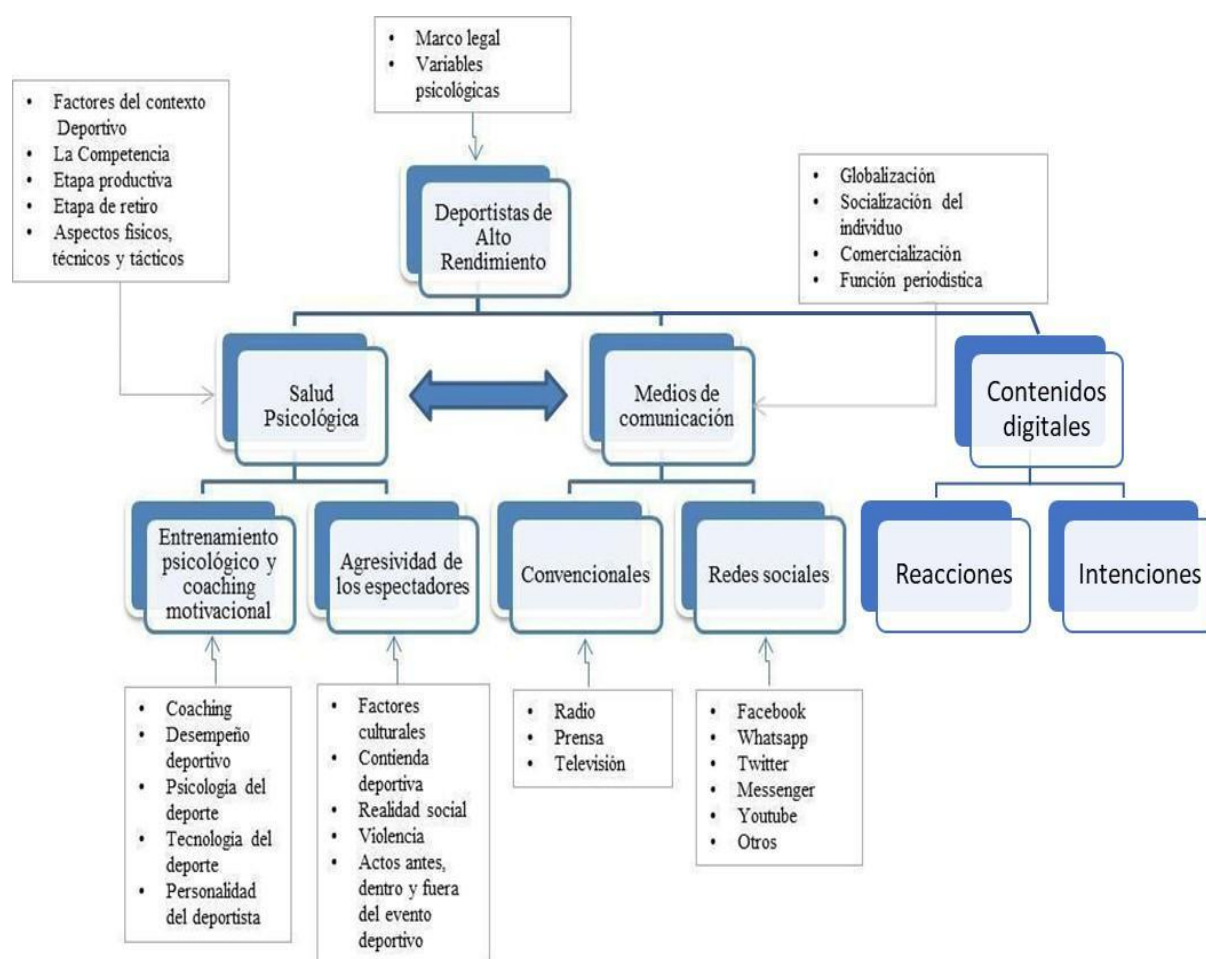 • Marco legal
• Variables
psicológicas
• Factores del contexto
Deportivo
• La Competencia
• Etapa productiva
• Etapa de retiro
• Aspectos físicos,
técnicos y tácticos
Deportistas de
Alto
Rendimiento
• Globalización
• Socialización del
individuo
• Comercialización
• Función periodística
Salud
Psicológica
Medios de
comunicación
Contenidos
digitales
Entrenamiento
psicológico y
coaching
motivacional
Agresividad de
los espectadores
Convencionales
Redes sociales
Reacciones
Intenciones
• Coaching
• Desempeño
deportivo
• Psicología del
deporte
• Tecnología del
deporte
• Personalidad
del deportista
• Factores
culturales
• Contienda
deportiva
• Realidad social
• Violencia
• Actos antes,
dentro y fuera
del evento
deportivo
• Radio
• Prensa
• Televisión
• Facebook
• Whatsapp
• Twitter
• Messenger
• Youtube
• Otros